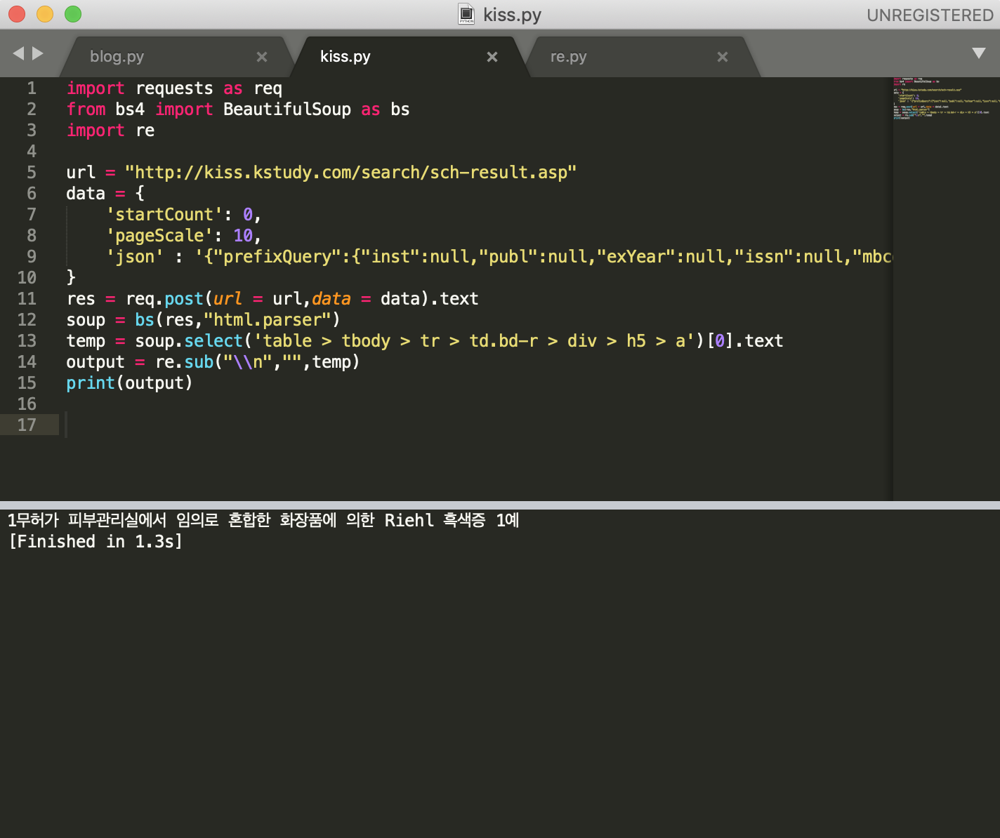 kiss.py
UNREGISTERED
blog.py
kiss.py
re.py
1 import requests as req
2 from bs4 import BeautifulSoup as bs
3 import re
4
5 url = "http://kiss.kstudy.com/search/sch-result.asp"
6 data = {
7 'startCount': 0,
8 'pageScale': 10,
9 'json' : '{"prefixQuery":{"inst":null,"publ":null,"exYear":null,"issn":null,"mbc
10 }
11 res = req.post(url = url,data = data).text
12 soup = bs(res,"html.parser")
13 temp = soup.select('table > tbody > tr > td.bd-r > div > h5 > a')[0].text
14 output = re.sub("\\n","",temp)
15 print(output)
16
17
1무허가 피부관리실에서 임의로 혼합한 화장품에 의한 Riehl 흑색증 1예
[Finished in 1.3s]